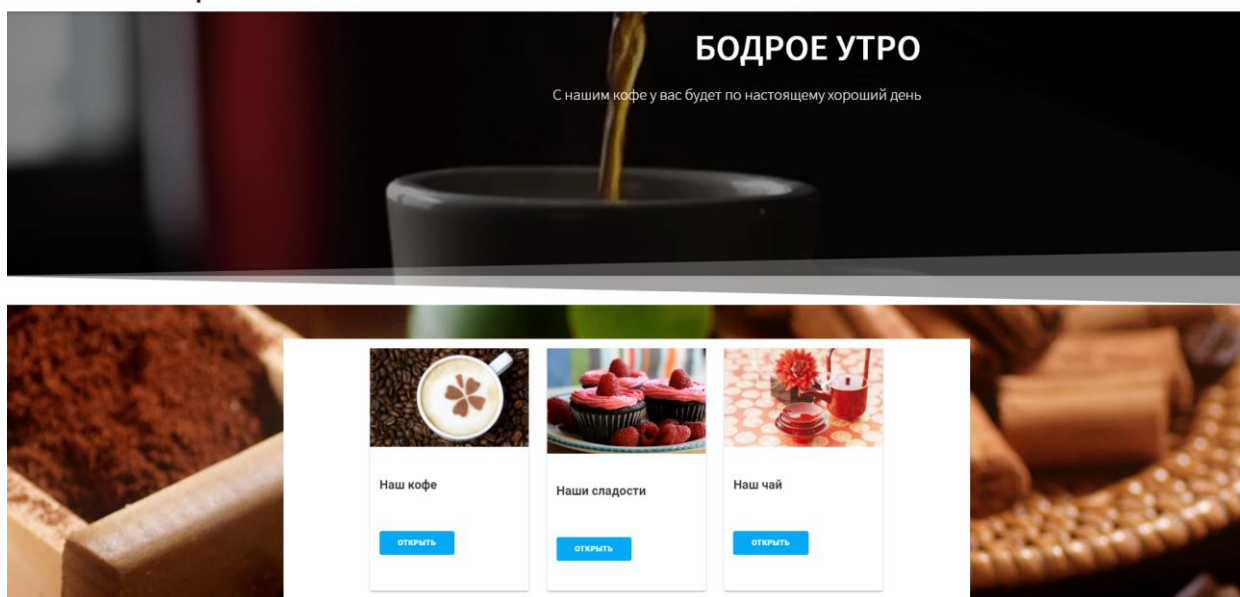 БОДРОЕ УТРО
С нашим кофе у вас будет по настоящему хороший день
Наш кофе
Наши сладости
Наш чай
ОТКРЫТЬ
ОТКРЫТЬ
ОТКРЫТЬ